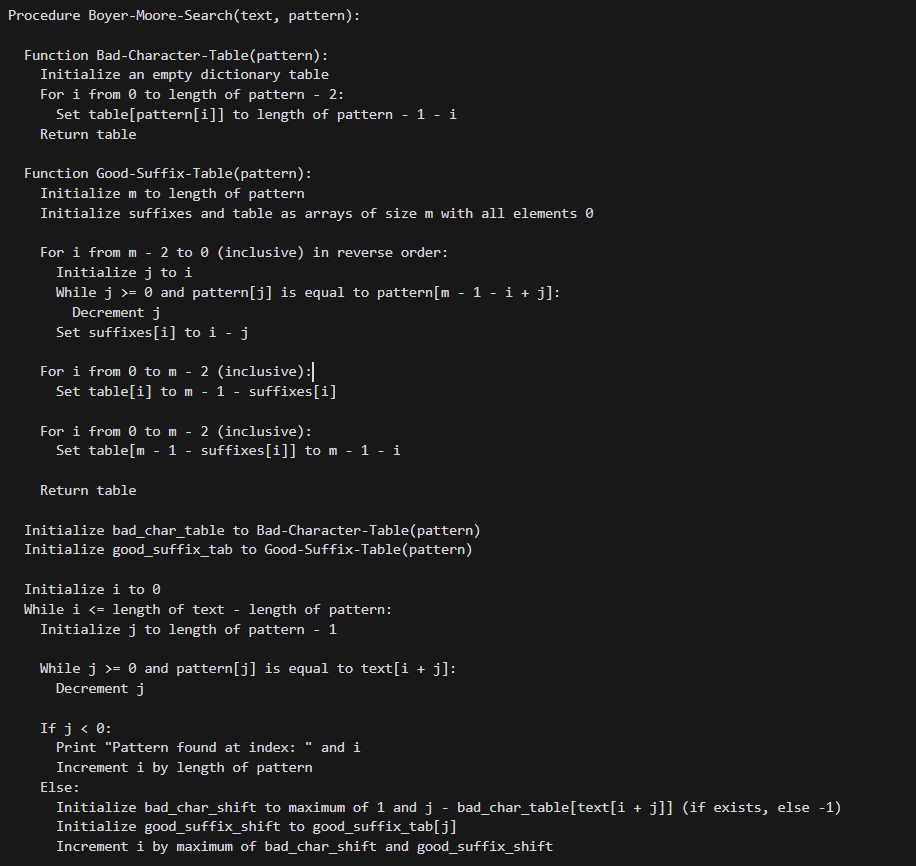 Procedure Boyer-Moore-Search(text, pattern):
Function Bad-Character-Table(pattern):
Initialize an empty dictionary table
For i from 0 to length of pattern - 2:
Set table[pattern[i]] to length of pattern - 1 - i
Return table
Function Good-Suffix-Table(pattern):
Initialize m to length of pattern
Initialize suffixes and table as arrays of size m with all elements 0
For i from m - 2 to 0 (inclusive) in reverse order:
Initialize j to i
While j >= 0 and pattern[j] is equal to pattern[m - 1 - i + j]:
Decrement j
Set suffixes[i] to i - j
For i from 0 to m - 2 (inclusive):
Set table[i] to m - 1 - suffixes[i]
For i from 0 to m - 2 (inclusive):
Set table[m - 1 - suffixes[i]] to m - 1 - i
Return table
Initialize bad_char_table to Bad-Character-Table(pattern)
Initialize good_suffix_tab to Good-Suffix-Table(pattern)
Initialize i to 0
While i <= length of text - length of pattern:
Initialize j to length of pattern - 1
While j >= 0 and pattern[j] is equal to text[i + j]:
Decrement j
If j < 0:
Print "Pattern found at index: " and i
Increment i by length of pattern
Else:
Initialize bad_char_shift to maximum of 1 and j - bad_char_table[text[i + j]] (if exists, else -1)
Initialize good_suffix_shift to good_suffix_tab[j]
Increment i by maximum of bad_char_shift and good_suffix_shift